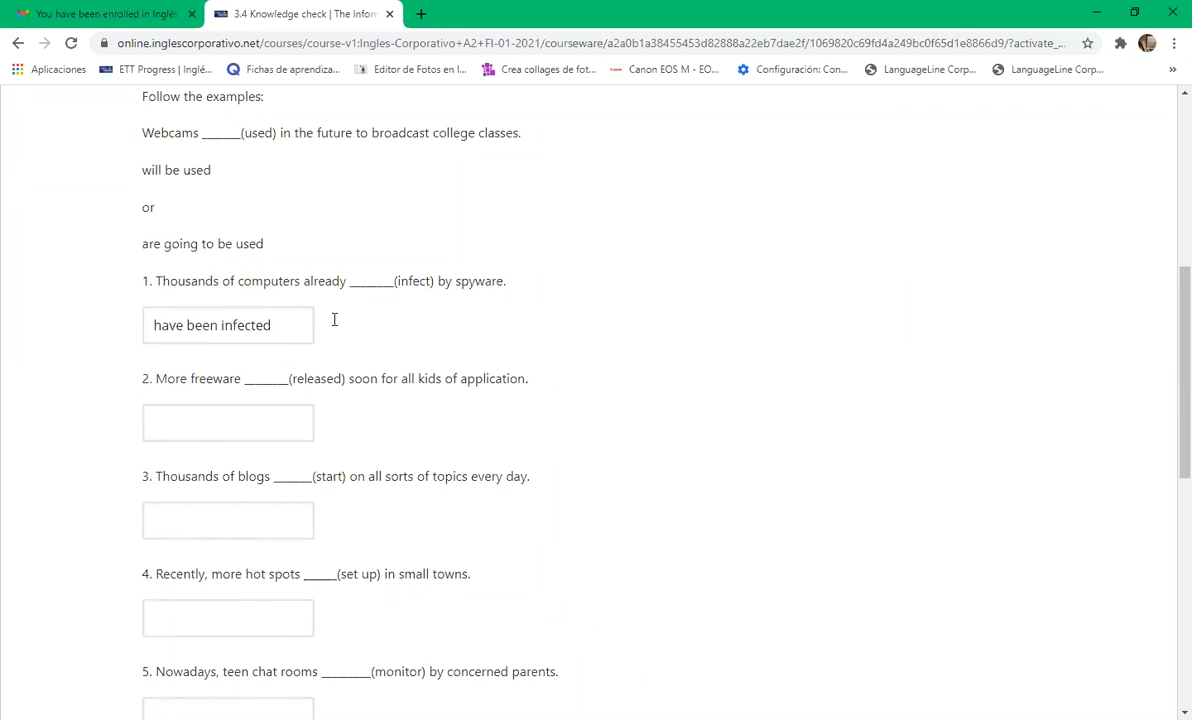 You have been enrolled in Inglés
3.4 Knowledge check | The Inform
online.inglescorporativo.net/courses/course-v1:Ingles-Corporativo+A2+FI-01-2021/courseware/a2a0b1a38455453d82888a22eb7dae2f/1069820c69fd4a249bc0f65d1e8866d9/?activate_...
Aplicaciones
ETT Progress | Inglé...
Fichas de aprendiza...
Editor de Fotos en l...
Crea collages de fot...
Canon EOS M - EO...
Configuración: Con...
LanguageLine Corp...
LanguageLine Corp...
Follow the examples:
Webcams ______(used) in the future to broadcast college classes.
will be used
or
are going to be used
1. Thousands of computers already _______(infect) by spyware.
have been infected
2. More freeware _______(released) soon for all kids of application.
3. Thousands of blogs ______(start) on all sorts of topics every day.
4. Recently, more hot spots _____(set up) in small towns.
5. Nowadays, teen chat rooms ________(monitor) by concerned parents.